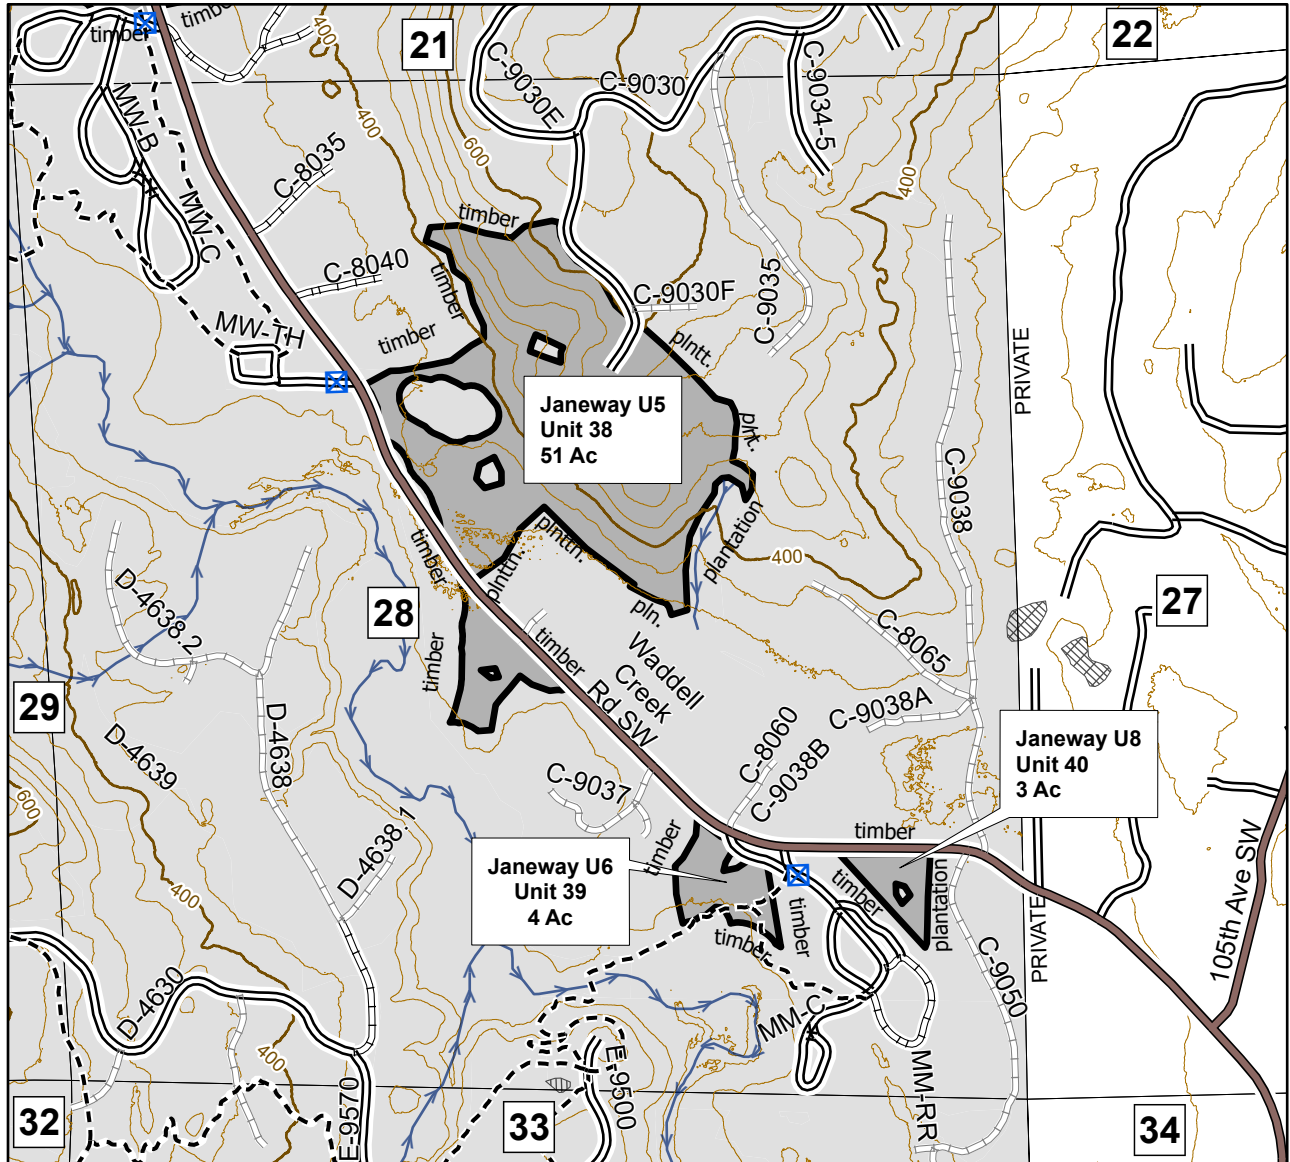 timber
timber
400
21
22
MW-B
C-9030E
C-9030
C-9034-5
400
600
C-8035
400
MW-C
timber
C-8040
timber
C-9030F
C-9035
MW-TH
timber
plntt.
PRIVATE
Janeway U5
Unit 38
51 Ac
plnt.
C-9038
timber
plnttn.
plnttn.
plantation
400
D-4638.2
28
27
pln.
C-8065
timber
timber
Waddell
Creek
Rd SW
29
D-4639
D-4638
C-8060
C-9038A
C-9038B
Janeway U8
Unit 40
3 Ac
600
C-9037
timber
timber
D-4638.1
Janeway U6
Unit 39
4 Ac
timber
plantation
105th Ave SW
400
timber
timber
PRIVATE
C-9050
D-4630
MM-C
400
E-9570
E-9500
MM-RR
32
33
34